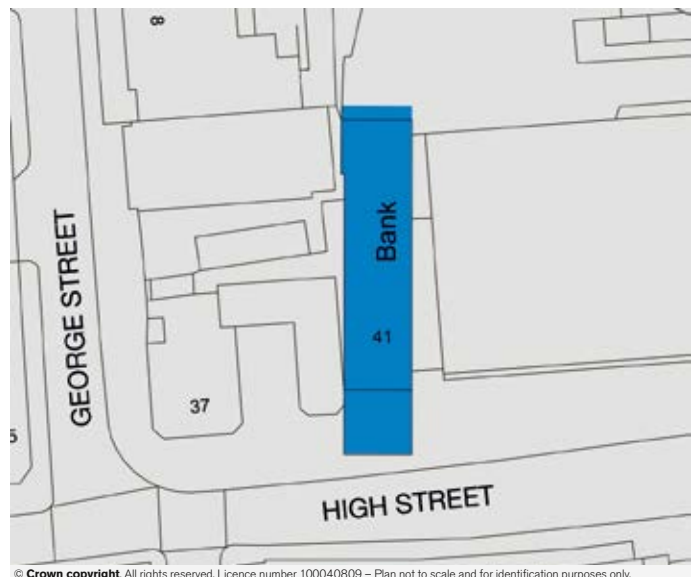 8
GEORGE STREET
Bank
41
37
5
HIGH STREET
© Crown copyright. All rights reserved. Licence number 100040809 – Plan not to scale and for identification purposes only.